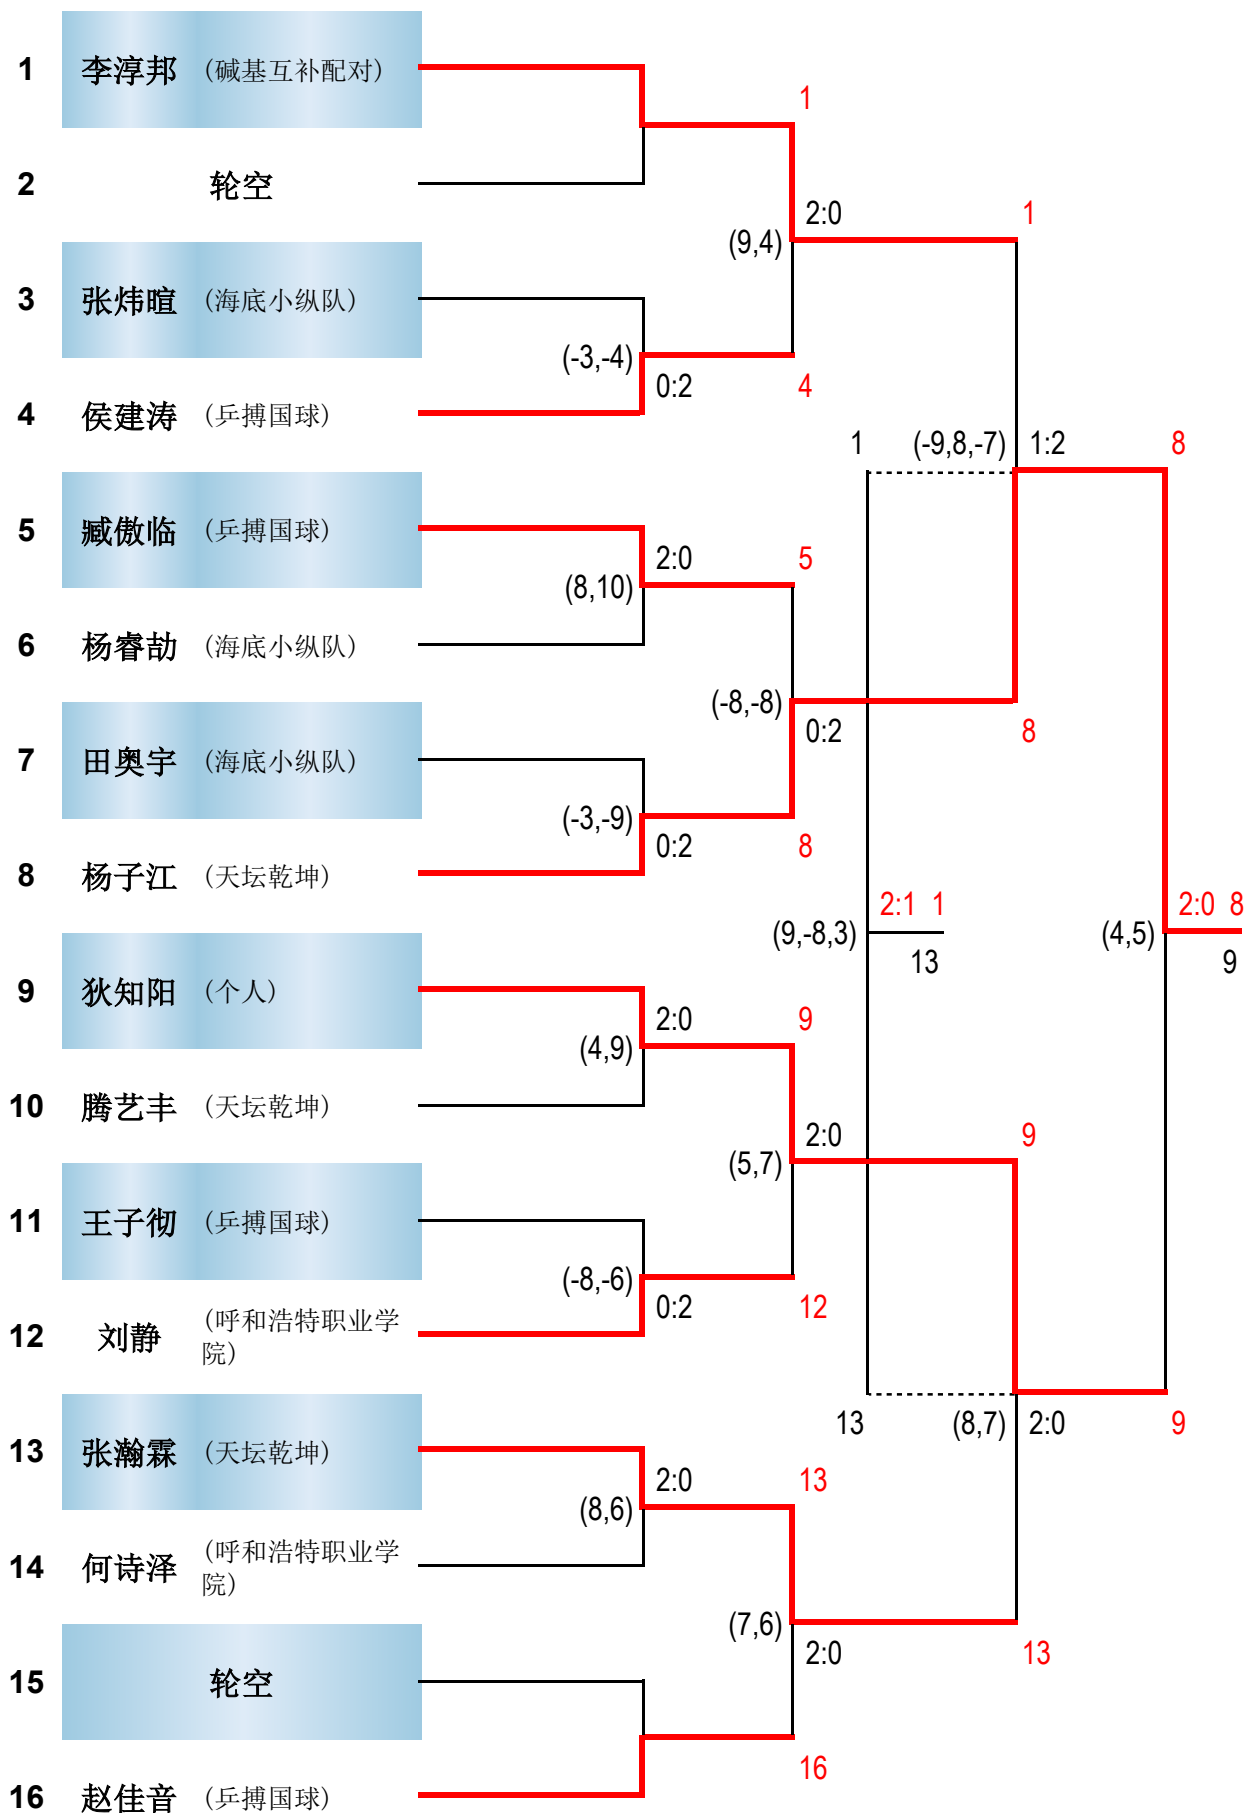 1 李淳邦 (碱基互补配对)
1
2 轮空
2:0 1
(9,4)
3 张炜暄 (海底小纵队)
(-3,-4)
0:2 4
4 侯建涛 (乒搏国球)
1 (-9,8,-7) 1:2 8
5 臧傲临 (乒搏国球)
2:0 5
(8,10)
6 杨睿劼 (海底小纵队)
(-8,-8)
0:2 8
7 田奥宇 (海底小纵队)
(-3,-9)
0:2 8
8 杨子江 (天坛乾坤)
2:1 1 2:0 8
(9,-8,3) (4,5)
13 9
9 狄知阳 (个人)
2:0 9
(4,9)
10 腾艺丰 (天坛乾坤)
2:0 9
(5,7)
11 王子彻 (乒搏国球)
(-8,-6)
0:2 12
12 刘静 (呼和浩特职业学
院)
13 (8,7) 2:0 9
13 张瀚霖 (天坛乾坤)
2:0 13
(8,6)
14 何诗泽 (呼和浩特职业学
院)
(7,6)
2:0 13
15 轮空
16
16 赵佳音 (乒搏国球)